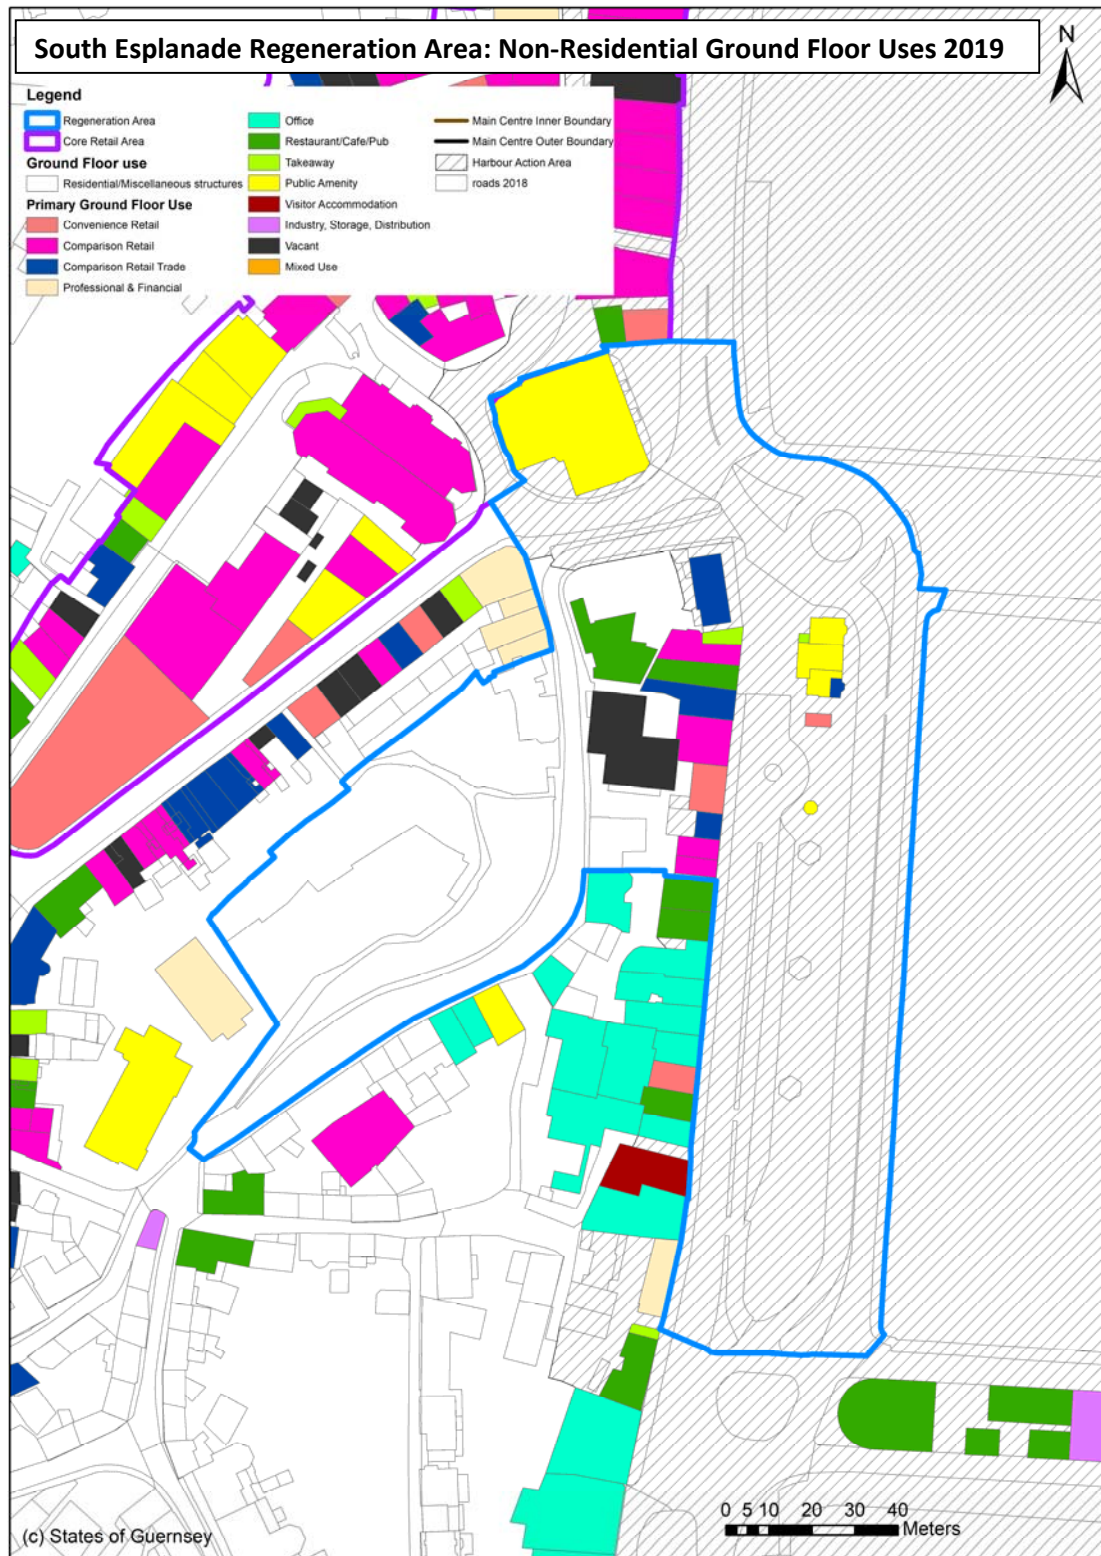 South Esplanade Regeneration Area: Non-Residential Ground Floor Uses 2019
N
Legend
Regeneration Area
Core Retail Area
Ground Floor use
Residential/Miscellaneous structures
Primary Ground Floor Use
Convenience Retail
Comparison Retail
Comparison Retail Trade
Professional & Financial
Office
Restaurant/Cafe/Pub
Takeaway
Public Amenity
Visitor Accommodation
Industry, Storage, Distribution
Vacant
Mixed Use
Main Centre Inner Boundary
Main Centre Outer Boundary
Harbour Action Area
roads 2018
0 5 10 20 30 40
Meters
(c) States of Guernsey